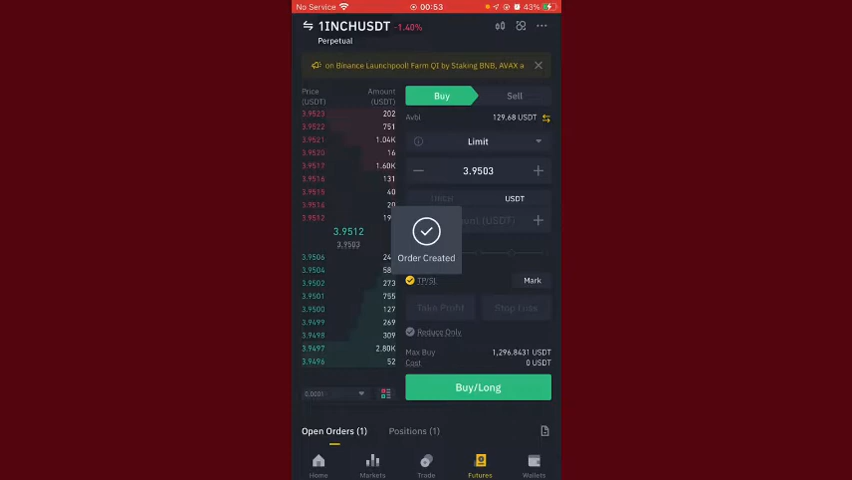 No Service 00:53 43%
1INCHUSDT -1.40%
Perpetual
on Binance Launchpool! Farm QI by Staking BNB, AVAX a
Price Amount
(USDT) (USDT)
3.9523 202
3.9522 751
3.9521 1.04K
3.9520 16
3.9517 1.60K
3.9516 131
3.9515 40
3.9514 20
3.9512
3.9512
3.9503
3.9506
3.9504
3.9502 273
3.9501 755
3.9500 127
3.9499 269
3.9498 309
3.9497 2.80K
3.9496 52
0.0001
Buy Sell
Avbl 129.68 USDT
Limit
3.9503
1INCH USDT
(USDT)
Order Created
TP/SL Mark
Take Profit Stop Loss
Reduce Only
Max Buy 1,296.8431 USDT
Cost 0 USDT
Buy/Long
Open Orders (1) Positions (1)
Home Markets Trade Futures Wallets